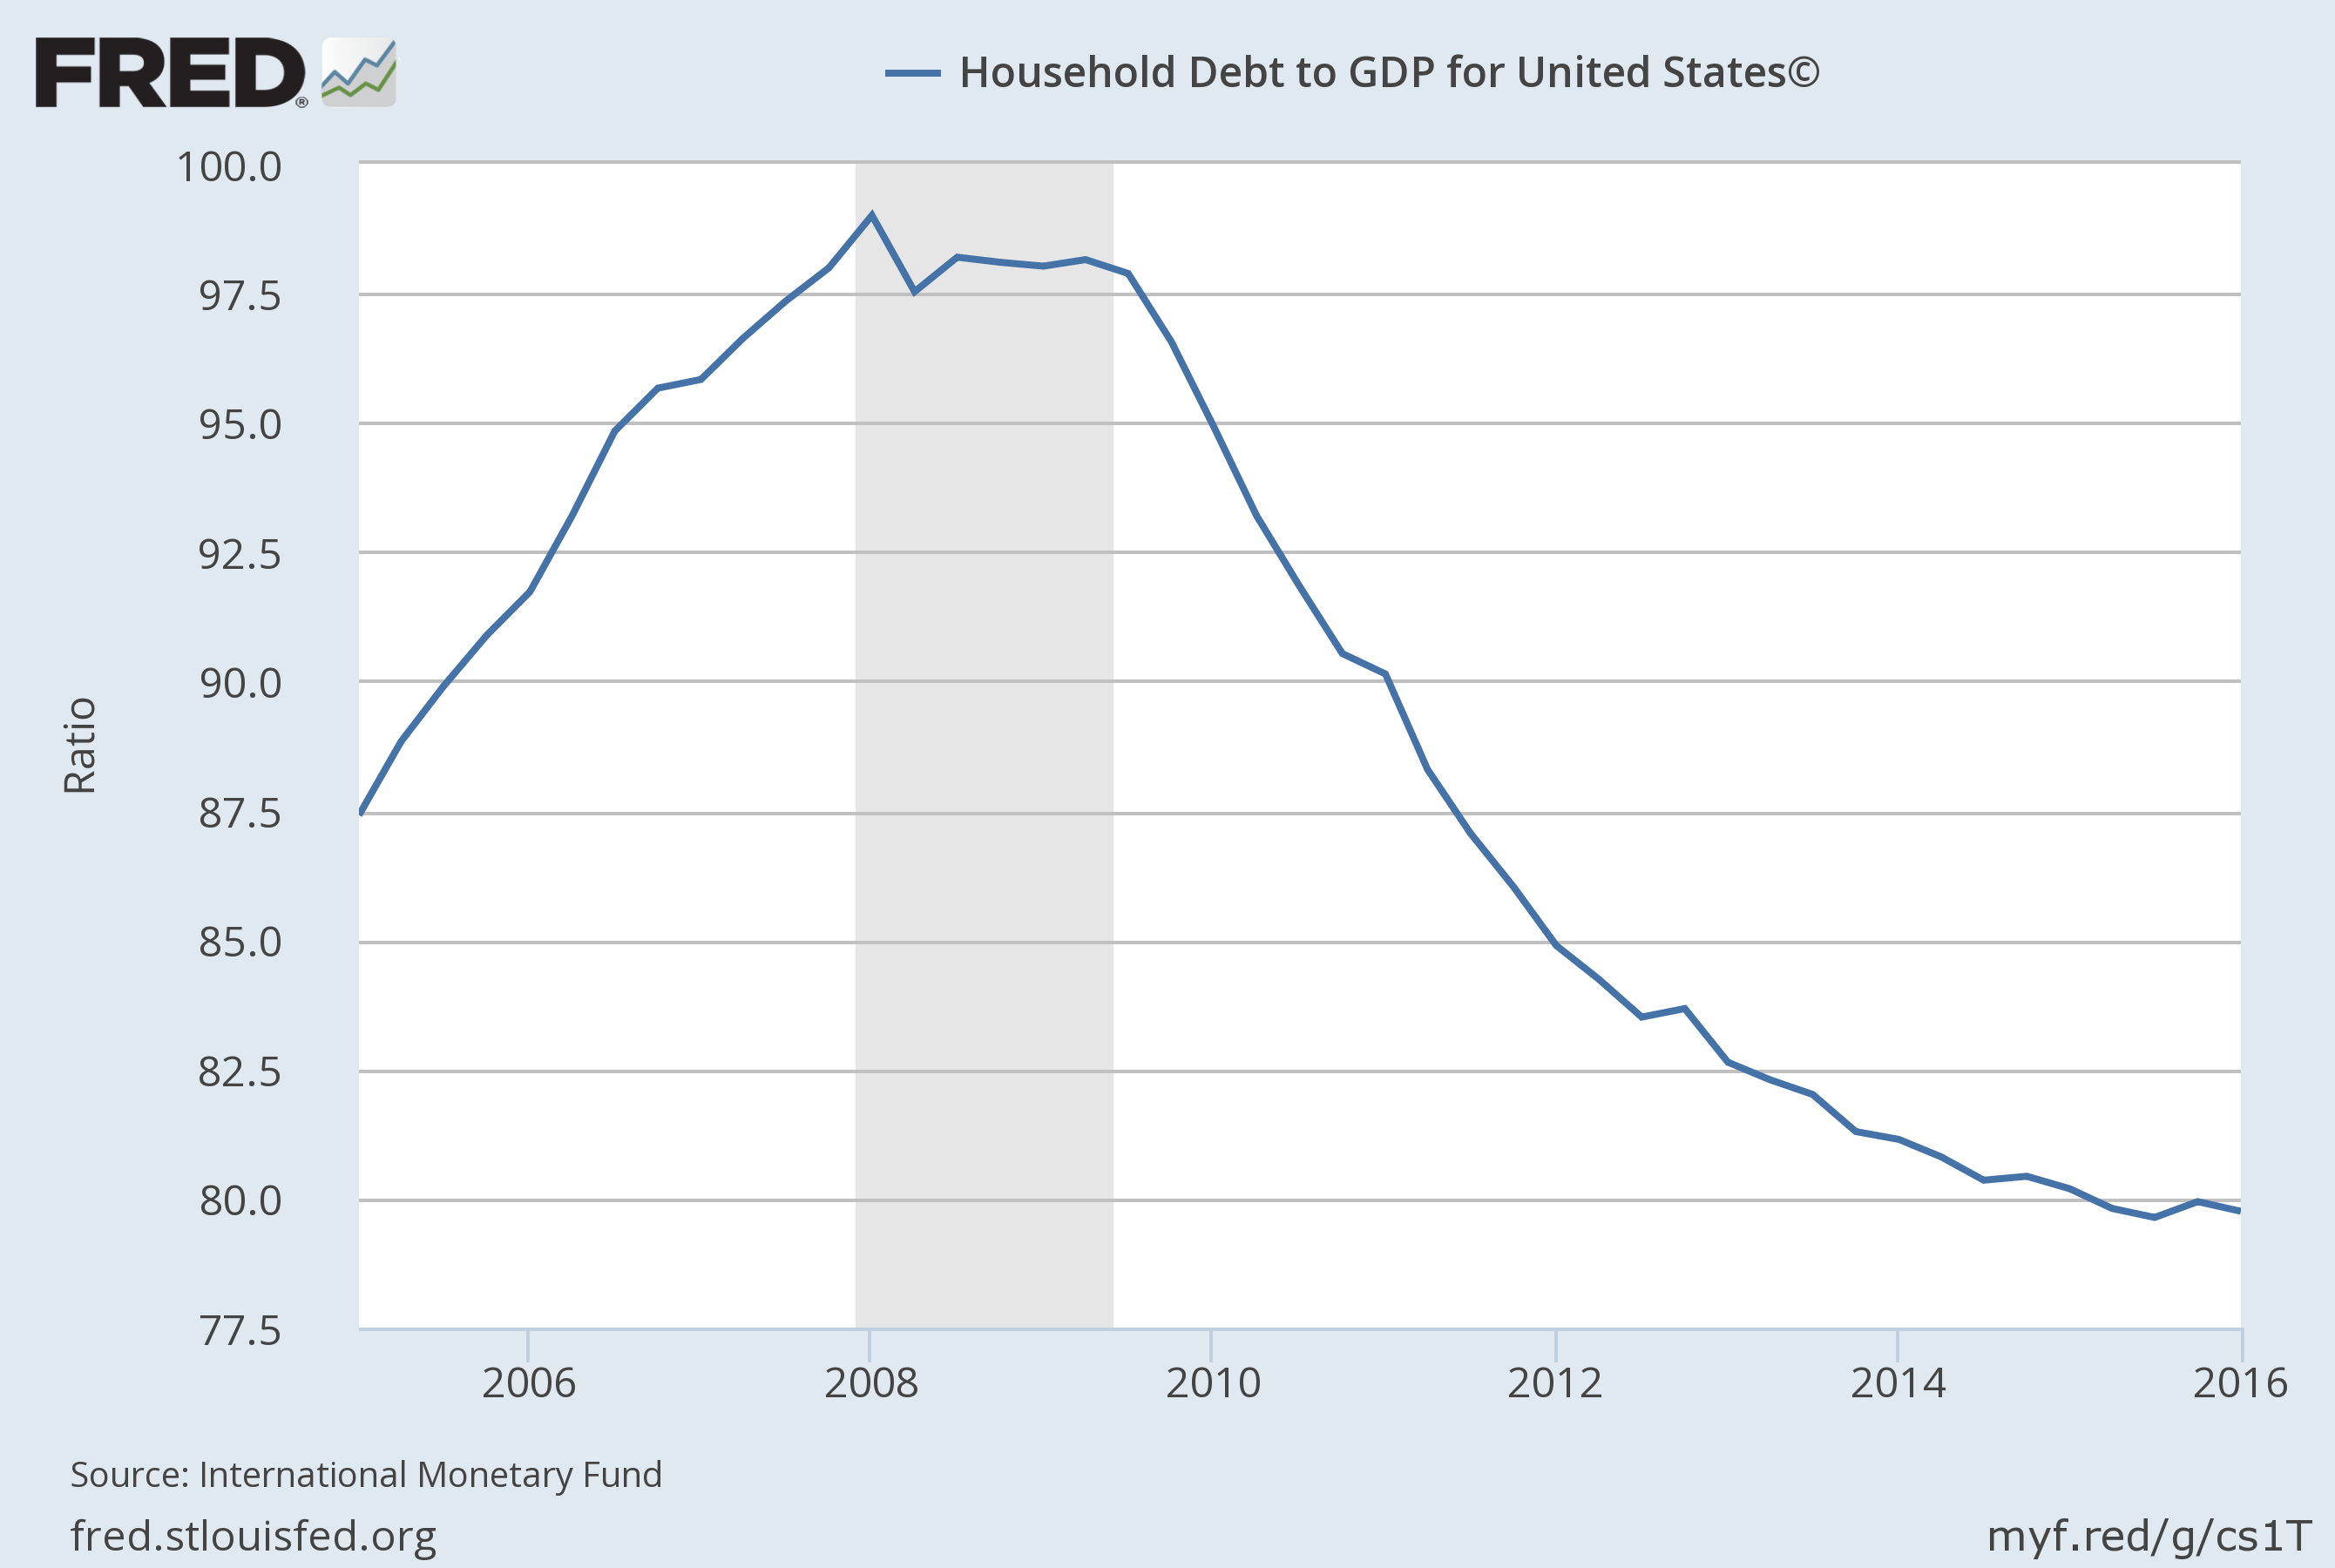 FRED®
Household Debt to GDP for United States©
100.0
97.5
95.0
92.5
90.0
87.5
85.0
82.5
80.0
77.5
Ratio
2006 2008 2010 2012 2014 2016
Source: International Monetary Fund
fred.stlouisfed.org
myf.red/g/cs1T